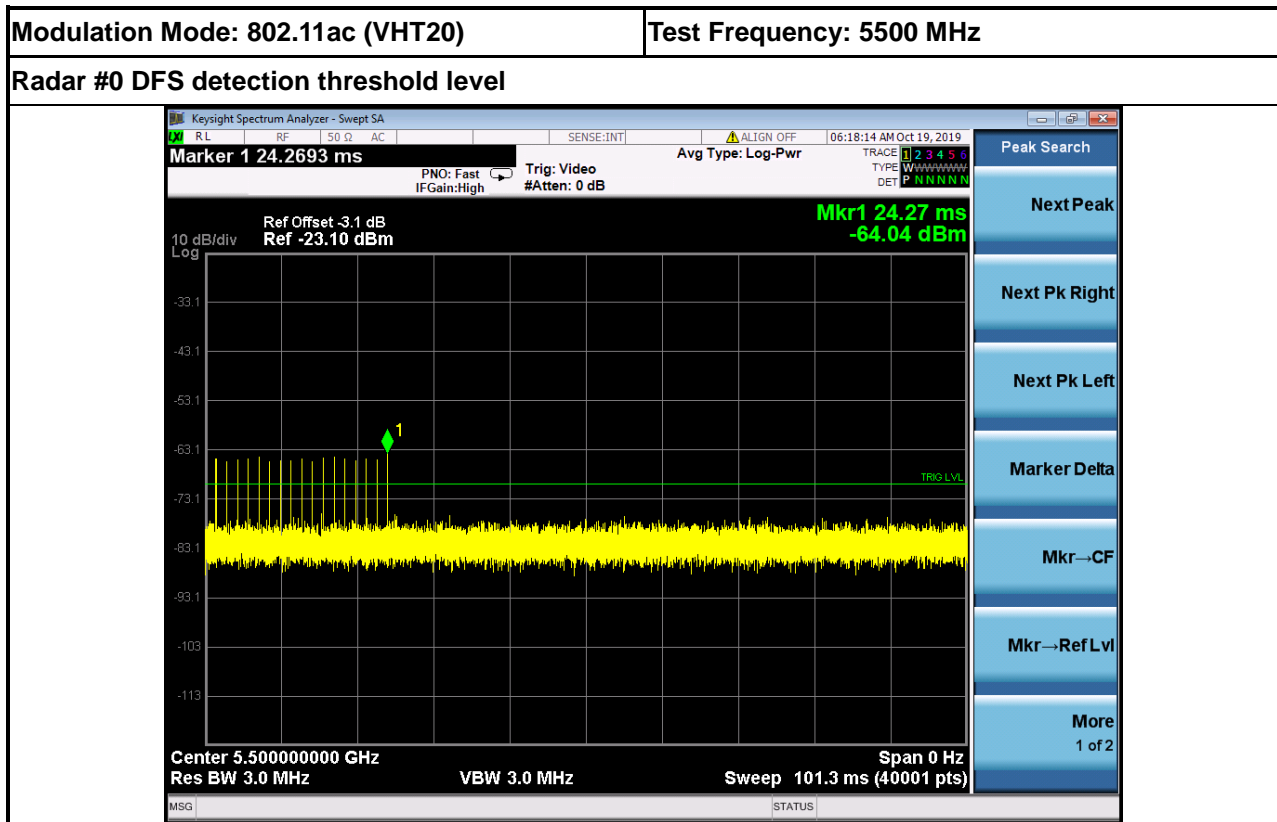 Modulation Mode: 802.11ac (VHT20) Test Frequency: 5500 MHz
Radar #0 DFS detection threshold level
Keysight Spectrum Analyzer - Swept SA
LXI RL RF 50 Ω AC SENSE:INT ALIGN OFF 06:18:14 AM Oct 19, 2019
Marker 1 24.2693 ms
PNO: Fast
IFGain:High
Trig: Video
#Atten: 0 dB
Avg Type: Log-Pwr
TRACE 1 2 3 4 5 6
TYPE WWWWWW
DET P N N N N N
Peak Search
Ref Offset -3.1 dB
10 dB/div Ref -23.10 dBm
Log
Mkr1 24.27 ms
-64.04 dBm
-33.1
-43.1
-53.1
-63.1
-73.1
-83.1
-93.1
-103
-113
1
TRIG LVL
Center 5.500000000 GHz Span 0 Hz
Res BW 3.0 MHz VBW 3.0 MHz Sweep 101.3 ms (40001 pts)
MSG STATUS
Next Peak
Next Pk Right
Next Pk Left
Marker Delta
Mkr→CF
Mkr→Ref Lvl
More
1 of 2